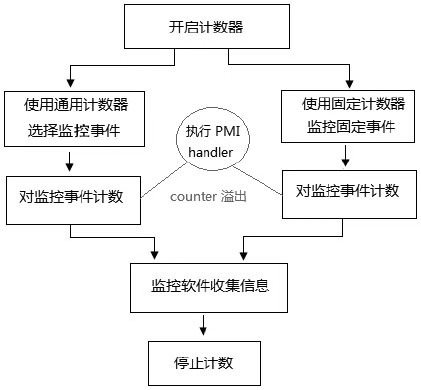 开启计数器
使用通用计数器
选择监控事件
使用固定计数器
监控固定事件
执行 PMI
handler
对监控事件计数
counter 溢出
对监控事件计数
监控软件收集信息
停止计数